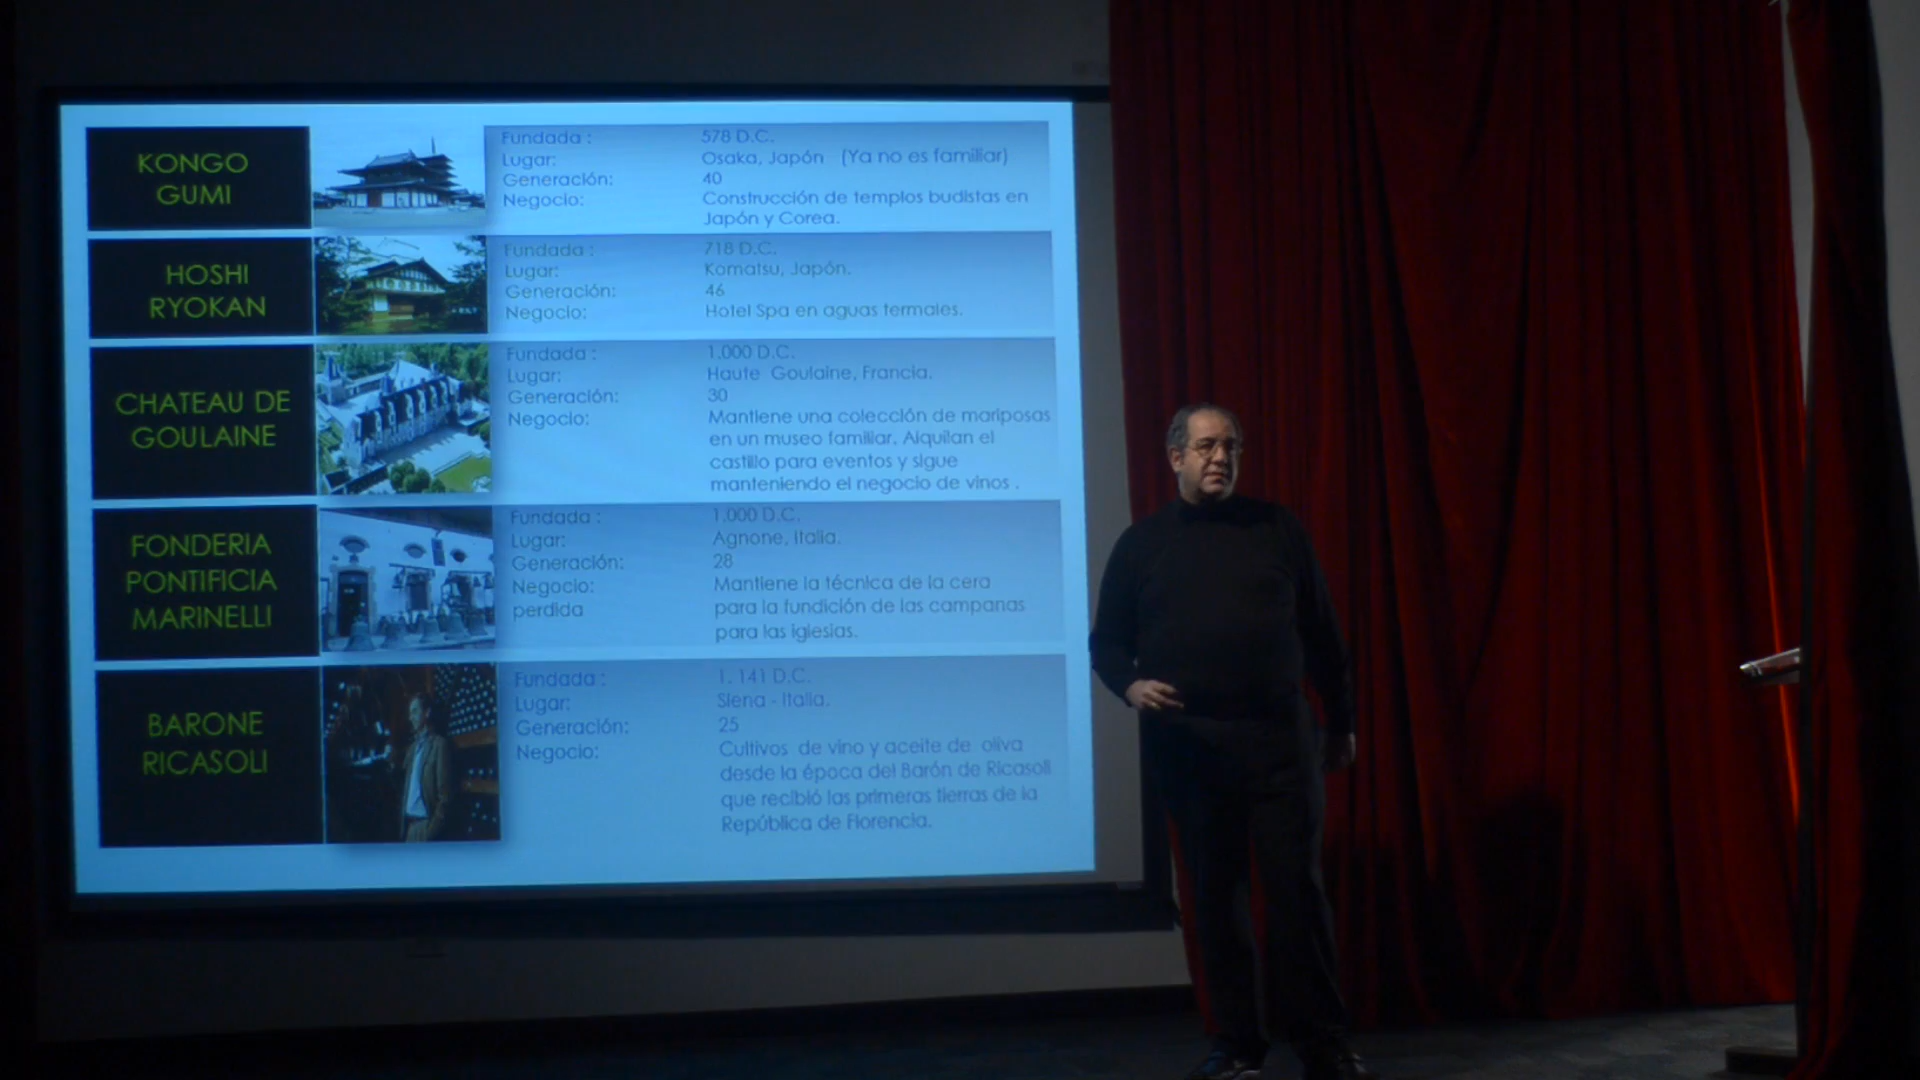 KONGO
GUMI
Fundada : 578 D.C.
Lugar: Osaka, Japón (Ya no es familiar)
Generación: 40
Negocio: Construcción de templos budistas en
Japón y Corea.
HOSHI
RYOKAN
Fundada : 718 D.C.
Lugar: Komatsu, Japón.
Generación: 46
Negocio: Hotel Spa en aguas termales.
CHATEAU DE
GOULAINE
Fundada : 1.000 D.C.
Lugar: Haute Goulaine, Francia.
Generación: 30
Negocio: Mantiene una colección de mariposas
en un museo familiar. Alquilan el
castillo para eventos y sigue
manteniendo el negocio de vinos .
FONDERIA
PONTIFICIA
MARINELLI
Fundada : 1.000 D.C.
Lugar: Agnone, Italia.
Generación: 28
Negocio: Mantiene la técnica de la cera
perdida para la fundición de las campanas
para las iglesias.
BARONE
RICASOLI
Fundada : 1. 141 D.C.
Lugar: Siena - Italia.
Generación: 25
Negocio: Cultivos de vino y aceite de oliva
desde la época del Barón de Ricasoli
que recibió las primeras tierras de la
República de Florencia.